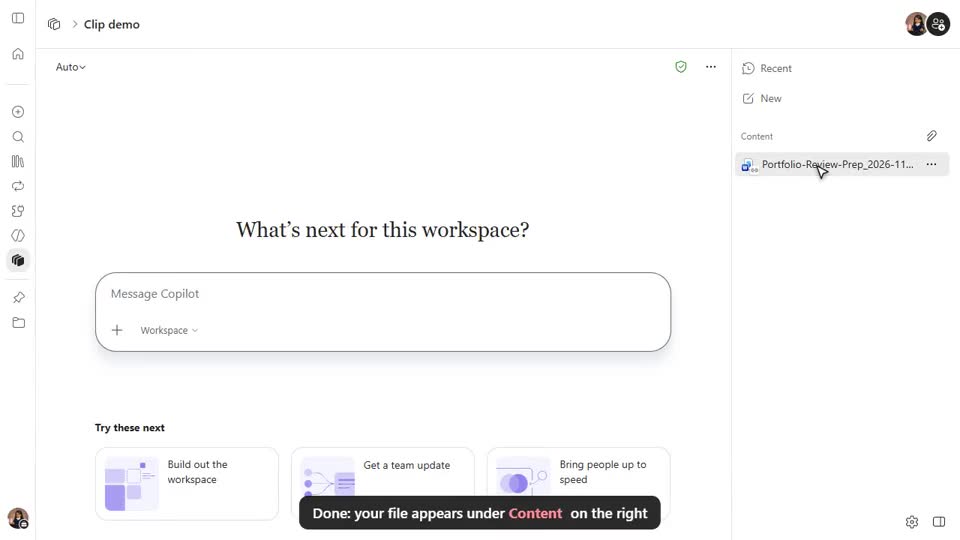 Clip demo
Auto
Recent
New
Content
Portfolio-Review-Prep_2026-11...
What’s next for this workspace?
Message Copilot
Workspace
Try these next
Build out the
workspace
Get a team update
Bring people up to
speed
Done: your file appears under Content on the right